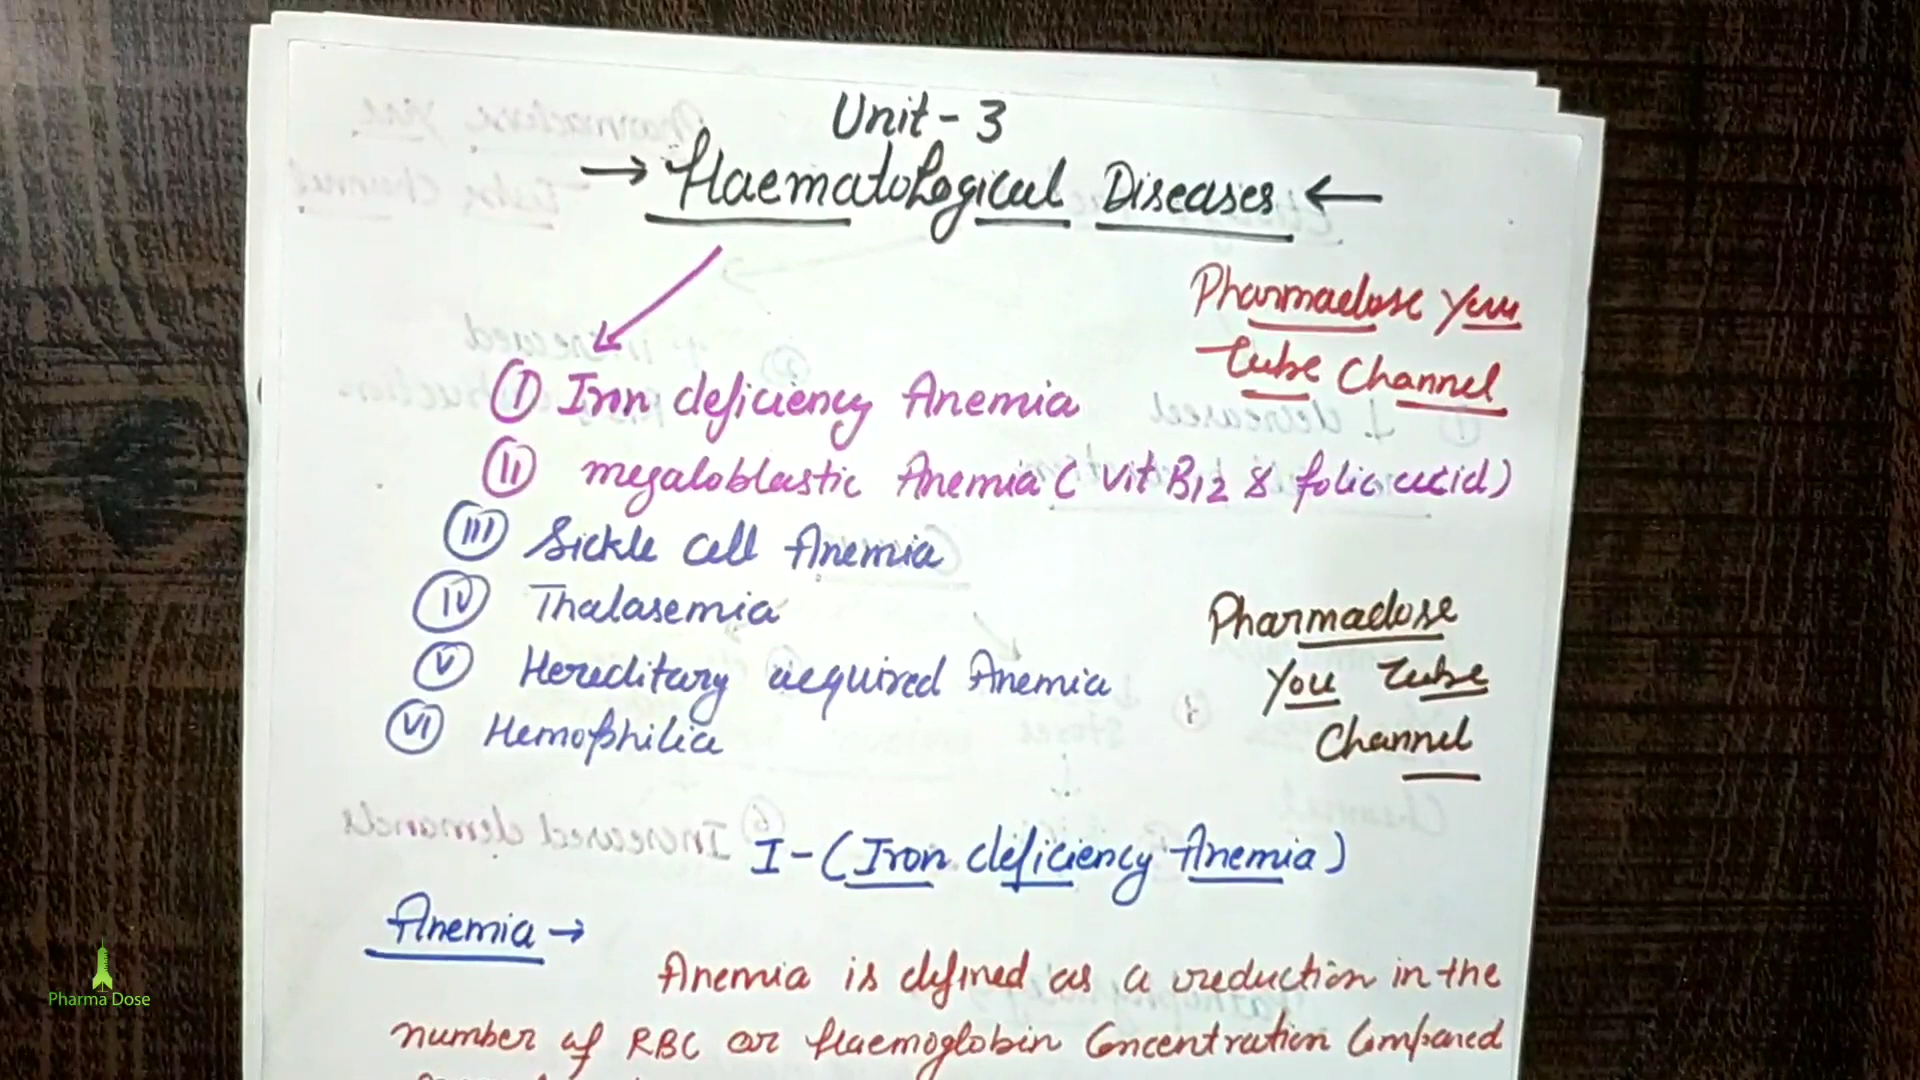 Unit - 3
→ Haematological Diseases ←
Pharmadose You
tube Channel
(I) Iron deficiency Anemia
(II) megaloblastic Anemia ( Vit B12 & folic acid)
(III) Sickle cell Anemia
(IV) Thalasemia
(V) Hereditary acquired Anemia
(VI) Hemophilia
Pharmadose
You tube
Channel
I - (Iron deficiency Anemia)
Anemia →
Anemia is defined as a reduction in the
number of RBC or Haemoglobin Concentration Compared
Pharma Dose